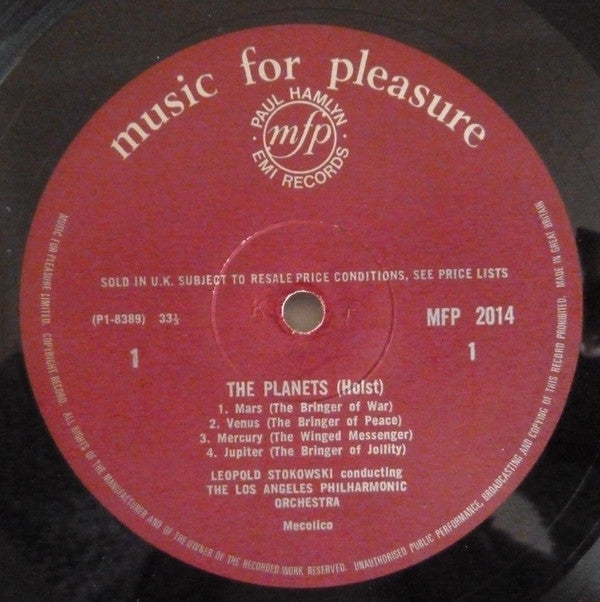 music for pleasure
· PAUL HAMLYN ·
mfp
EMI RECORDS
SOLD IN U.K. SUBJECT TO RESALE PRICE CONDITIONS, SEE PRICE LISTS
(P1-8389) 33⅓
MFP 2014
1
1
THE PLANETS (Holst)
1. Mars (The Bringer of War)
2. Venus (The Bringer of Peace)
3. Mercury (The Winged Messenger)
4. Jupiter (The Bringer of Jollity)
LEOPOLD STOKOWSKI conducting
THE LOS ANGELES PHILHARMONIC
ORCHESTRA
Mecolico
MUSIC FOR PLEASURE LIMITED. COPYRIGHT RECORD. ALL RIGHTS OF THE MANUFACTURER AND OF THE OWNER OF THE RECORDED WORK RESERVED. UNAUTHORISED PUBLIC PERFORMANCE, BROADCASTING AND COPYING OF THIS RECORD PROHIBITED. MADE IN GREAT BRITAIN